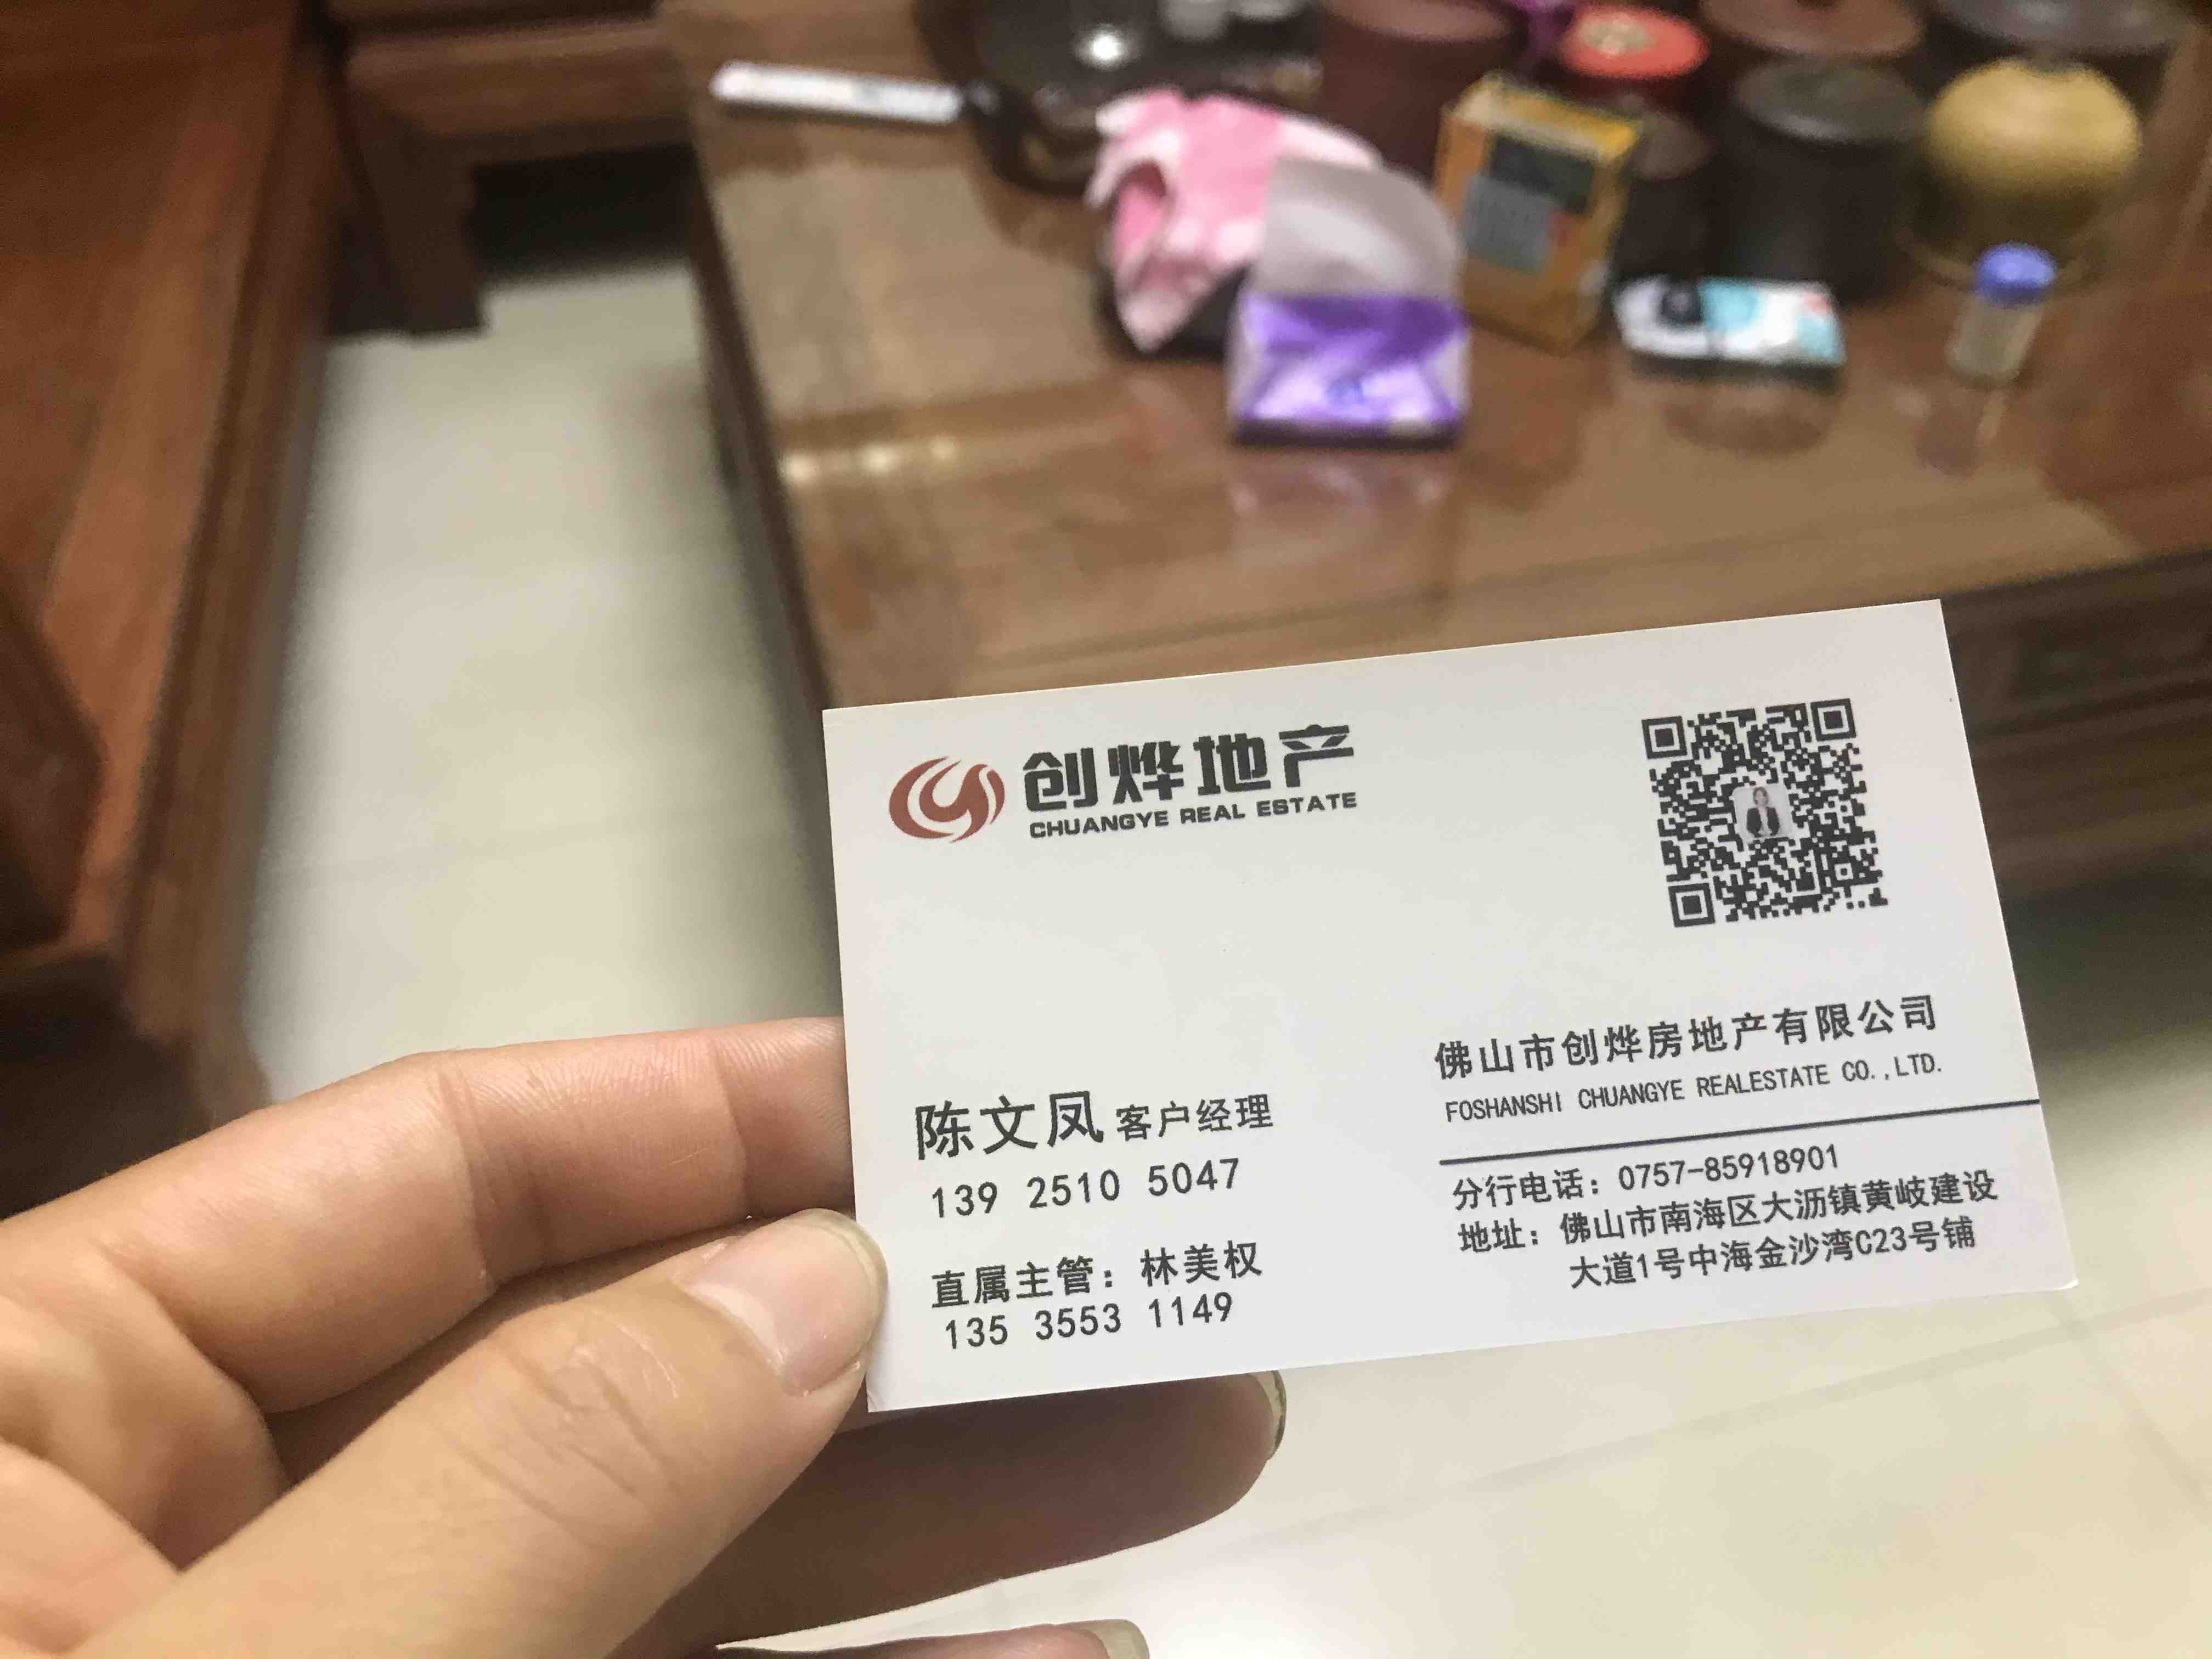 创烨地产
CHUANGYE REAL ESTATE
陈文凤 客户经理
139 2510 5047
直属主管：林美权
135 3553 1149
佛山市创烨房地产有限公司
FOSHANSHI CHUANGYE REALESTATE CO.,LTD.
分行电话：0757-85918901
地址：佛山市南海区大沥镇黄岐建设
大道1号中海金沙湾C23号铺